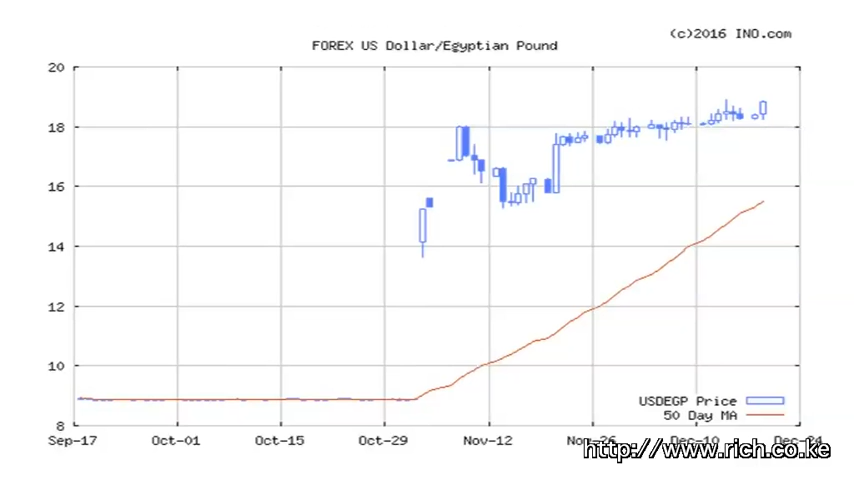 (c)2016 INO.com
FOREX US Dollar/Egyptian Pound
20
18
16
14
12
10
8
USDEGP Price
50 Day MA
Sep-17 Oct-01 Oct-15 Oct-29 Nov-12 Nov-26 Dec-10 Dec-24
http://www.rich.co.ke